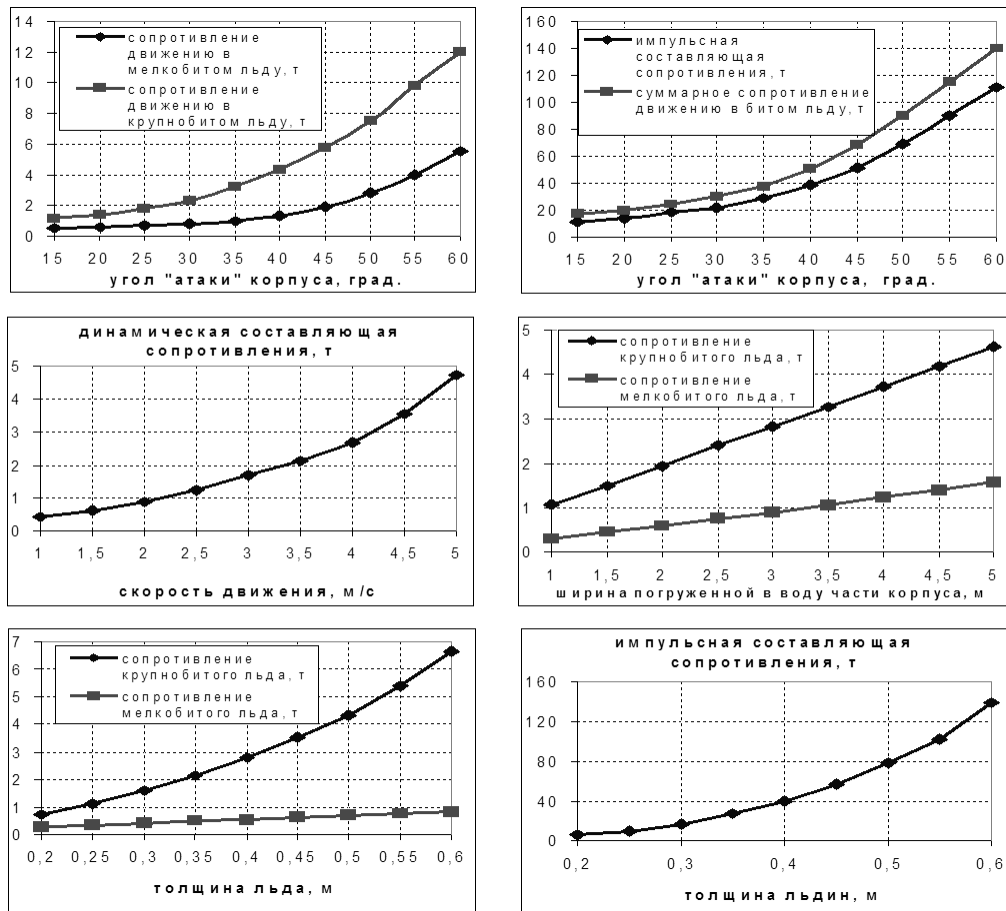 14
12
10
8
6
4
2
0
сопротивление
движению в
мелкобитом льду, т
сопротивление
движению в
крупнобитом льду, т
15 20 25 30 35 40 45 50 55 60
угол "атаки" корпуса, град.
160
140
120
100
80
60
40
20
0
импульсная
составляющая
сопротивления, т
суммарное сопротивление
движению в битом льду, т
15 20 25 30 35 40 45 50 55 60
угол "атаки" корпуса, град.
динамическая составляющая
сопротивления, т
5
4
3
2
1
0
1 1,5 2 2,5 3 3,5 4 4,5 5
скорость движения, м/с
5
4
3
2
1
0
сопротивление
крупнобитого льда, т
сопротивление
мелкобитого льда, т
1 1,5 2 2,5 3 3,5 4 4,5 5
ширина погруженной в воду части корпуса, м
7
6
5
4
3
2
1
0
сопротивление
крупнобитого льда, т
сопротивление
мелкобитого льда, т
0,2 0,25 0,3 0,35 0,4 0,45 0,5 0,55 0,6
толщина льда, м
импульсная составляющая
сопротивления, т
160
120
80
40
0
0,2 0,3 0,4 0,5 0,6
толщина льдин, м